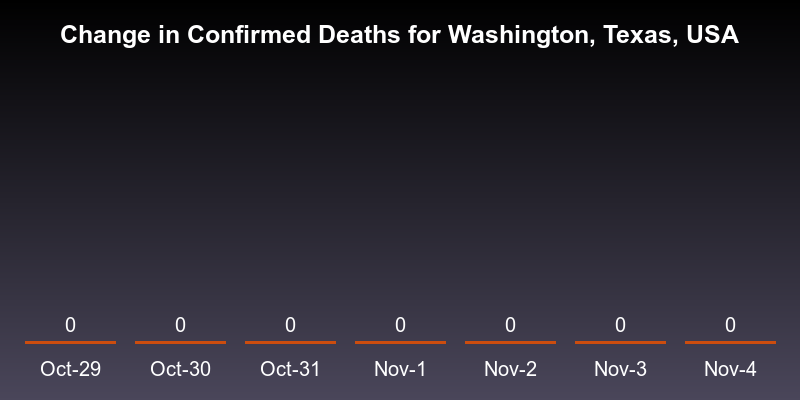 Change in Confirmed Deaths for Washington, Texas, USA
0 0 0 0 0 0 0
Oct-29 Oct-30 Oct-31 Nov-1 Nov-2 Nov-3 Nov-4